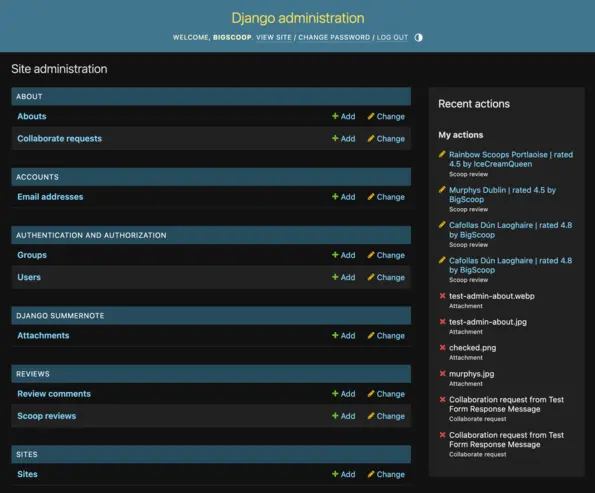 Django administration
WELCOME, BIGSCOOP. VIEW SITE / CHANGE PASSWORD / LOG OUT
Site administration
ABOUT
Abouts Add Change
Collaborate requests Add Change
ACCOUNTS
Email addresses Add Change
AUTHENTICATION AND AUTHORIZATION
Groups Add Change
Users Add Change
DJANGO SUMMERNOTE
Attachments Add Change
REVIEWS
Review comments Add Change
Scoop reviews Add Change
SITES
Sites Add Change
Recent actions
My actions
Rainbow Scoops Portlaoise | rated
4.5 by IceCreamQueen
Scoop review
Murphys Dublin | rated 4.5 by
BigScoop
Scoop review
Cafollas Dún Laoghaire | rated 4.8
by BigScoop
Scoop review
Cafollas Dún Laoghaire | rated 4.8
by BigScoop
Scoop review
test-admin-about.webp
Attachment
test-admin-about.jpg
Attachment
checked.png
Attachment
murphys.jpg
Attachment
Collaboration request from Test
Form Response Message
Collaborate request
Collaboration request from Test
Form Response Message
Collaborate request